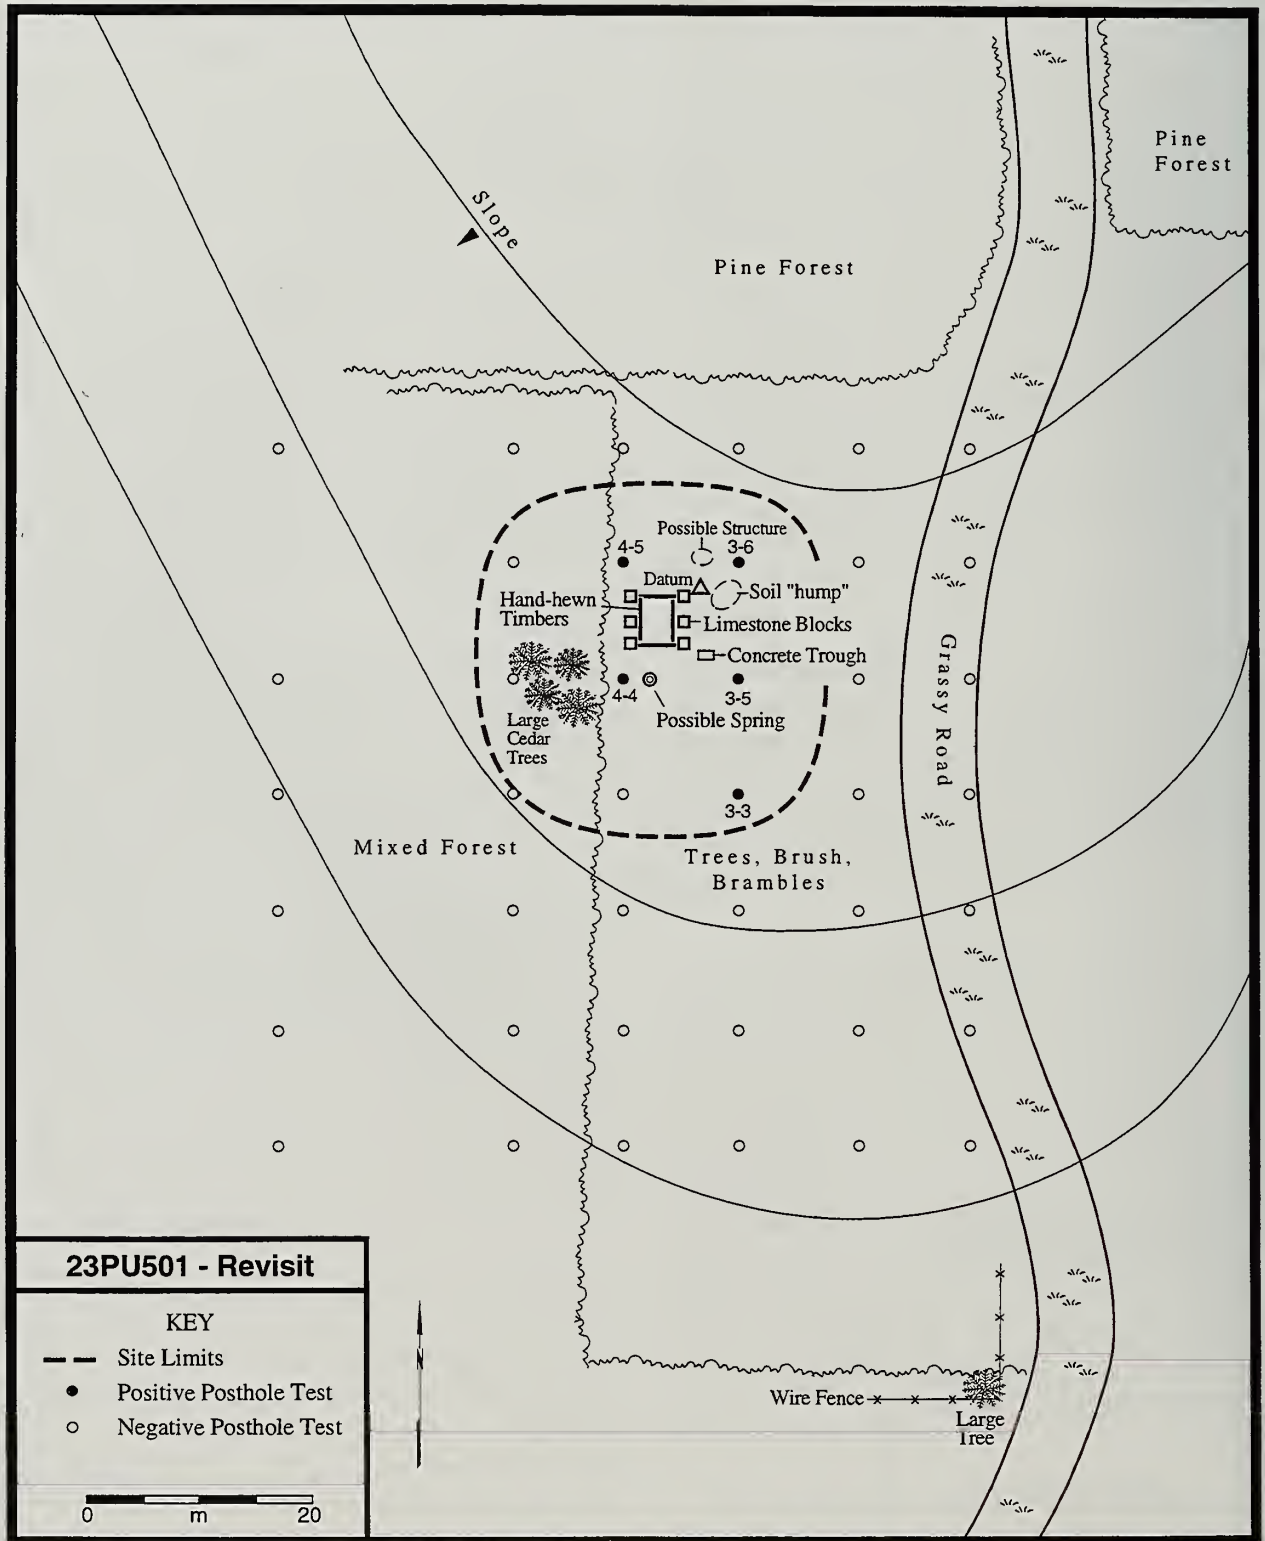 Pine
Forest
Slope
Pine Forest
Possible Structure
4-5
3-6
Datum
Soil "hump"
Hand-hewn
Timbers
Limestone Blocks
Concrete Trough
4-4
3-5
Possible Spring
Large
Cedar
Trees
Grassy Road
3-3
Mixed Forest
Trees, Brush,
Brambles
23PU501 - Revisit
KEY
Site Limits
Positive Posthole Test
Negative Posthole Test
0 m 20
N
Wire Fence
Large
Tree